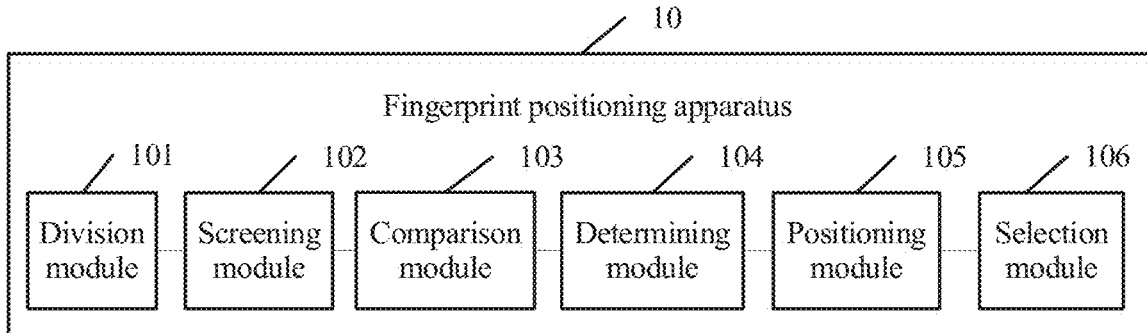 10
Fingerprint positioning apparatus
101 102 103 104 105 106
Division module
Screening module
Comparison module
Determining module
Positioning module
Selection module